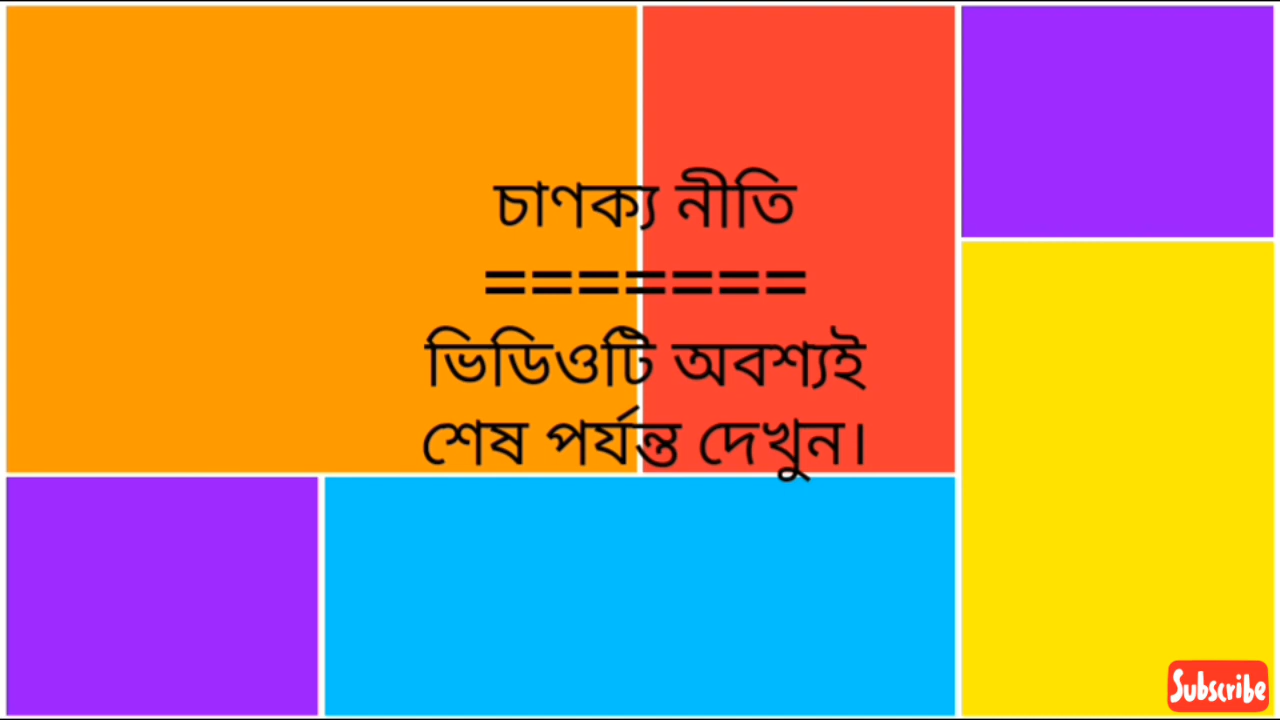 চাণক্য নীতি
=======
ভিডিওটি অবশ্যই
শেষ পর্যন্ত দেখুন।
Subscribe